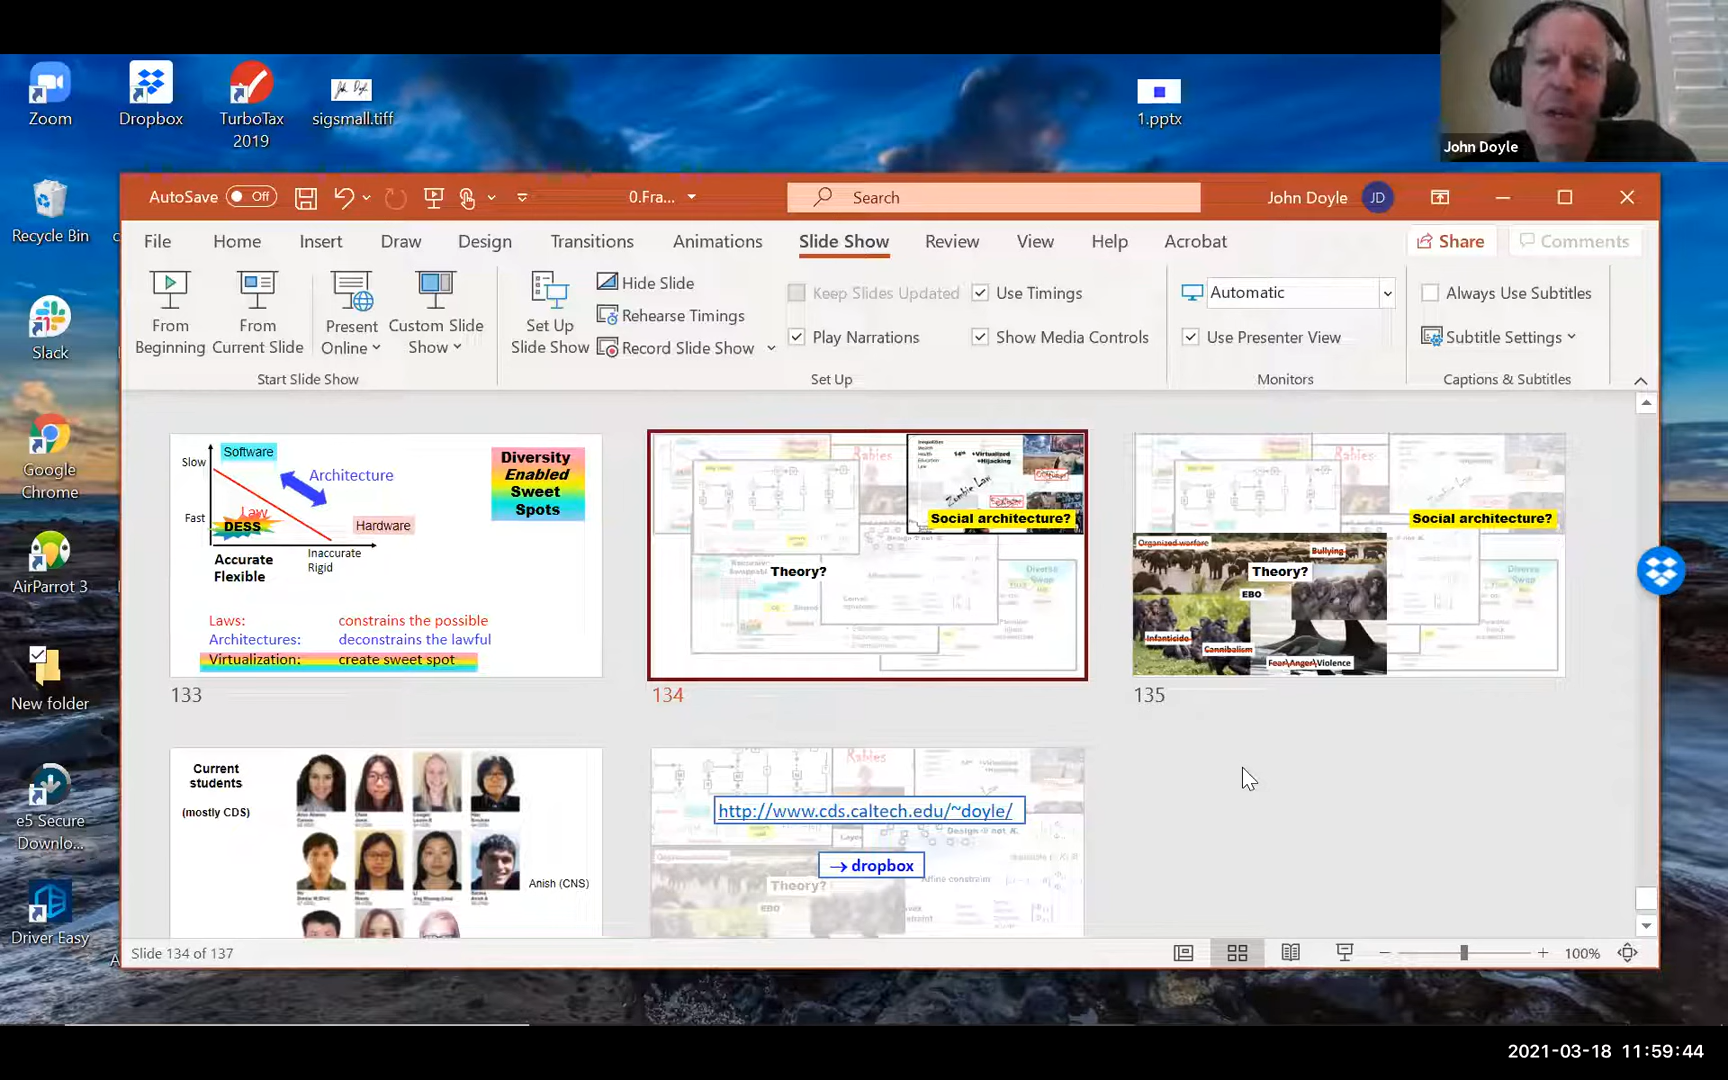 John Doyle
Zoom
Dropbox
TurboTax
2019
sigsmall.tiff
1.pptx
Recycle Bin
Slack
Google
Chrome
AirParrot 3
New folder
e5 Secure
Downlo...
Driver Easy
AutoSave Off
0.Fra...
Search
John Doyle JD
File Home Insert Draw Design Transitions Animations Slide Show Review View Help Acrobat
Share Comments
From
Beginning
From
Current Slide
Present
Online
Custom Slide
Show
Start Slide Show
Set Up
Slide Show
Hide Slide
Rehearse Timings
Record Slide Show
Keep Slides Updated
Use Timings
Play Narrations
Show Media Controls
Set Up
Automatic
Use Presenter View
Monitors
Always Use Subtitles
Subtitle Settings
Captions & Subtitles
Slow
Software
Architecture
Law
Fast
DESS
Hardware
Accurate
Flexible
Inaccurate
Rigid
Diversity
Enabled
Sweet
Spots
Laws: constrains the possible
Architectures: deconstrains the lawful
Virtualization: create sweet spot
133
Rabies
Zombie Law
Social architecture?
Theory?
134
Rabies
Social architecture?
Organized warfare
Bullying
Theory?
EBO
Infanticide
Cannibalism
Fear\Anger\Violence
135
Current
students
(mostly CDS)
Anish (CNS)
Rabies
http://www.cds.caltech.edu/~doyle/
→ dropbox
Theory?
EBO
Slide 134 of 137
100%
2021-03-18 11:59:44